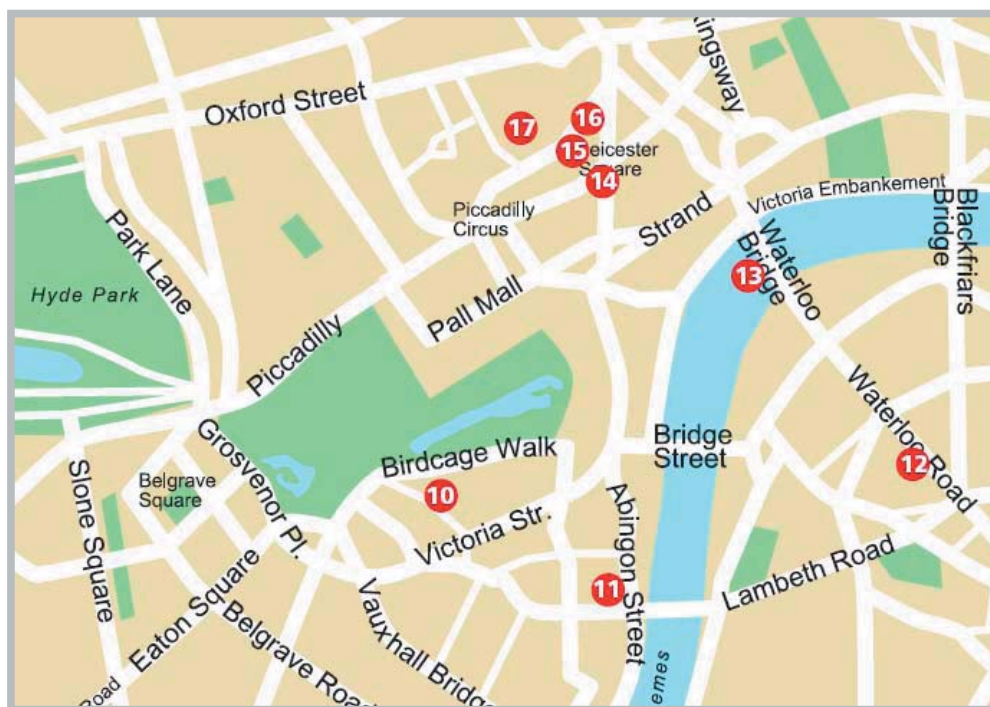 Kingsway
Oxford Street
17
16
15
Leicester
Square
14
Victoria Embankement
Blackfriars
Bridge
Piccadilly
Circus
Strand
Park Lane
Hyde Park
Waterloo
Bridge
13
Pall Mall
Piccadilly
Waterloo Road
12
Grosvenor Pl.
Bridge
Street
Birdcage Walk
Belgrave
Square
10
Slone Square
Victoria Str.
Abingon Street
11
Lambeth Road
Eaton Square
Vauxhall Bridge
Belgrave Road
emes
Road